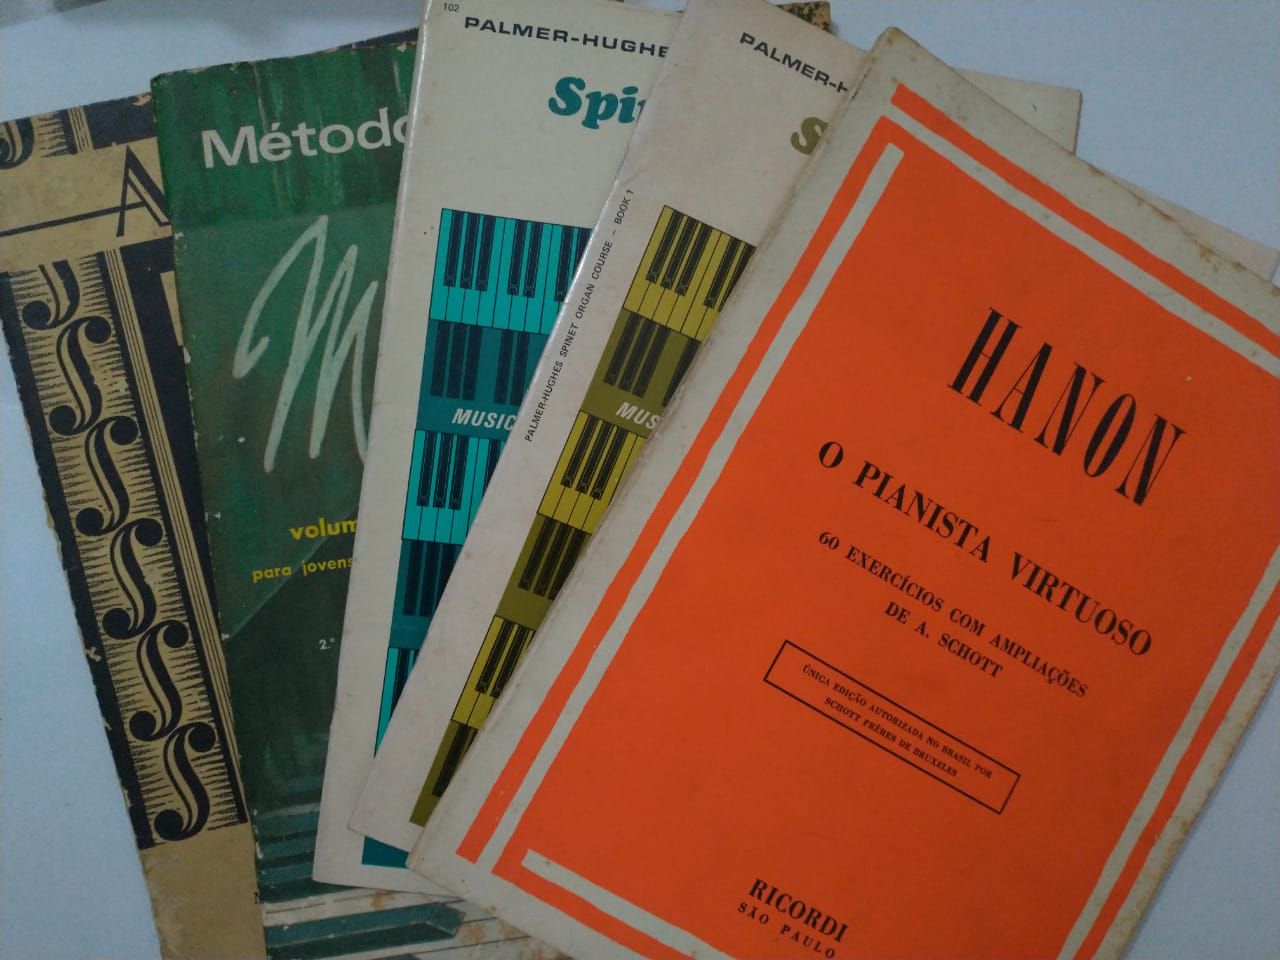 A
Método
M
volum
para jovens
2.ª
102
PALMER-HUGHE
Spi
MUSIC
PALMER-H
S
PALMER-HUGHES SPINET ORGAN COURSE – BOOK 1
MUS
HANON
O PIANISTA VIRTUOSO
60 EXERCÍCIOS COM AMPLIAÇÕES
DE A. SCHOTT
ÚNICA EDIÇÃO AUTORIZADA NO BRASIL POR
SCHOTT FRÈRES DE BRUXELES
RICORDI
SÃO PAULO